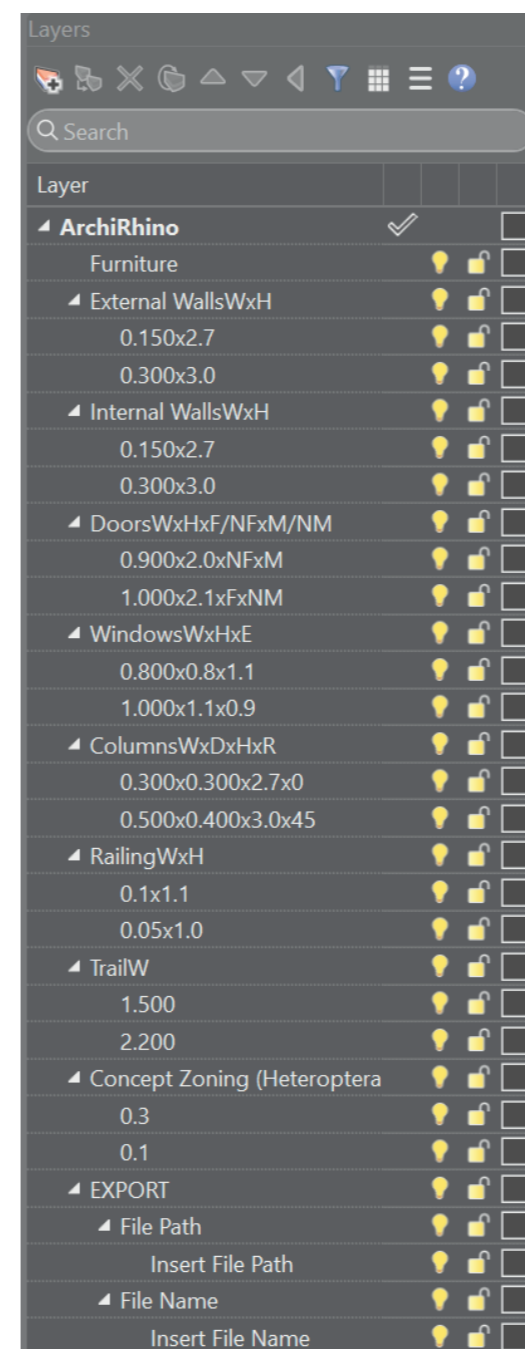 Layers
?
Search
Layer
ArchiRhino
Furniture
External WallsWxH
0.150x2.7
0.300x3.0
Internal WallsWxH
0.150x2.7
0.300x3.0
DoorsWxHxF/NFxM/NM
0.900x2.0xNFxM
1.000x2.1xFxNM
WindowsWxHxE
0.800x0.8x1.1
1.000x1.1x0.9
ColumnsWxDxHxR
0.300x0.300x2.7x0
0.500x0.400x3.0x45
RailingWxH
0.1x1.1
0.05x1.0
TrailW
1.500
2.200
Concept Zoning (Heteroptera
0.3
0.1
EXPORT
File Path
Insert File Path
File Name
Insert File Name